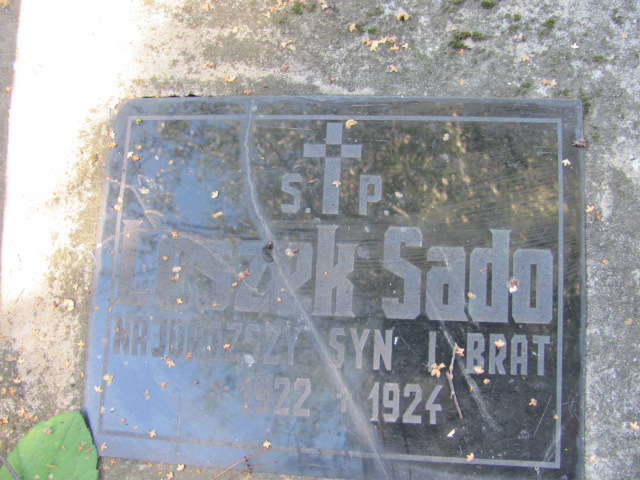 Ś. P
Leszek Sado
NAJDROŻSZY SYN I BRAT
* 1922 † 1924